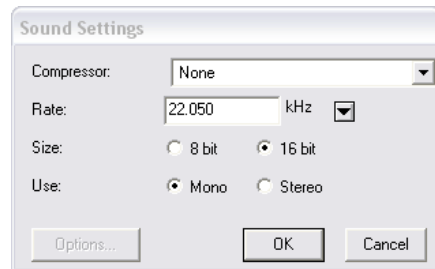 Sound Settings
Compressor: None
Rate: 22.050 kHz
Size: 8 bit 16 bit
Use: Mono Stereo
Options... OK Cancel